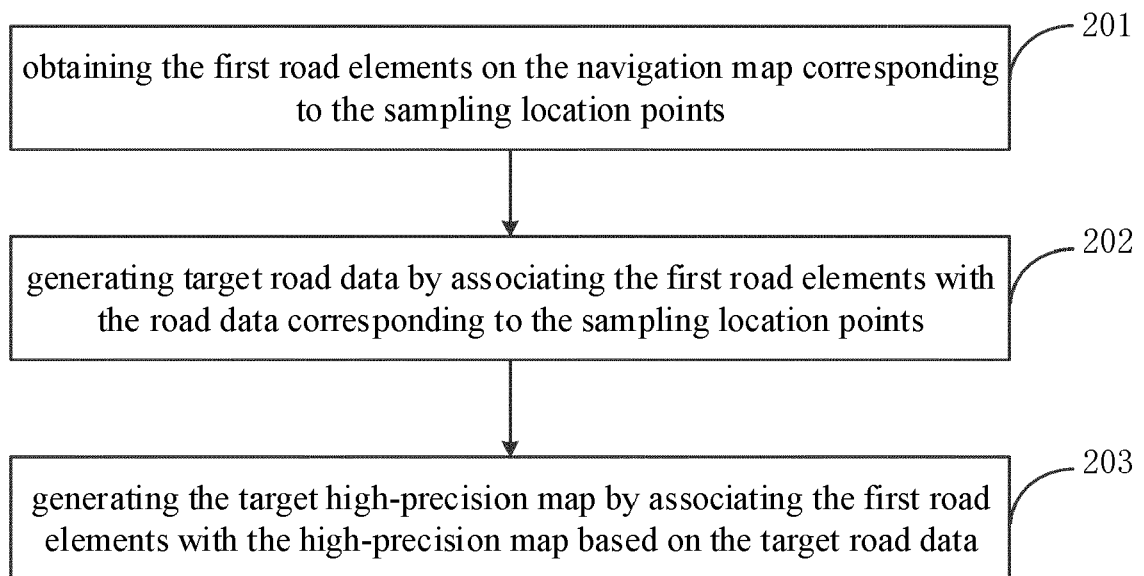 201
obtaining the first road elements on the navigation map corresponding
to the sampling location points
202
generating target road data by associating the first road elements with
the road data corresponding to the sampling location points
203
generating the target high-precision map by associating the first road
elements with the high-precision map based on the target road data